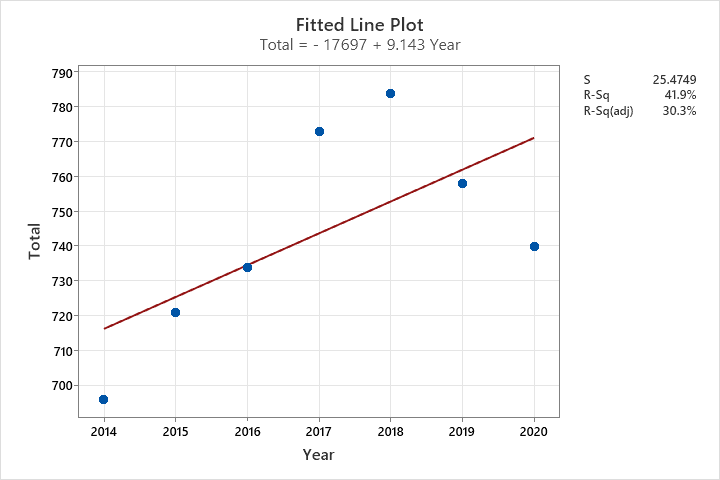 Fitted Line Plot
Total = - 17697 + 9.143 Year
S 25.4749
R-Sq 41.9%
R-Sq(adj) 30.3%
790
780
770
760
750
740
730
720
710
700
Total
2014 2015 2016 2017 2018 2019 2020
Year